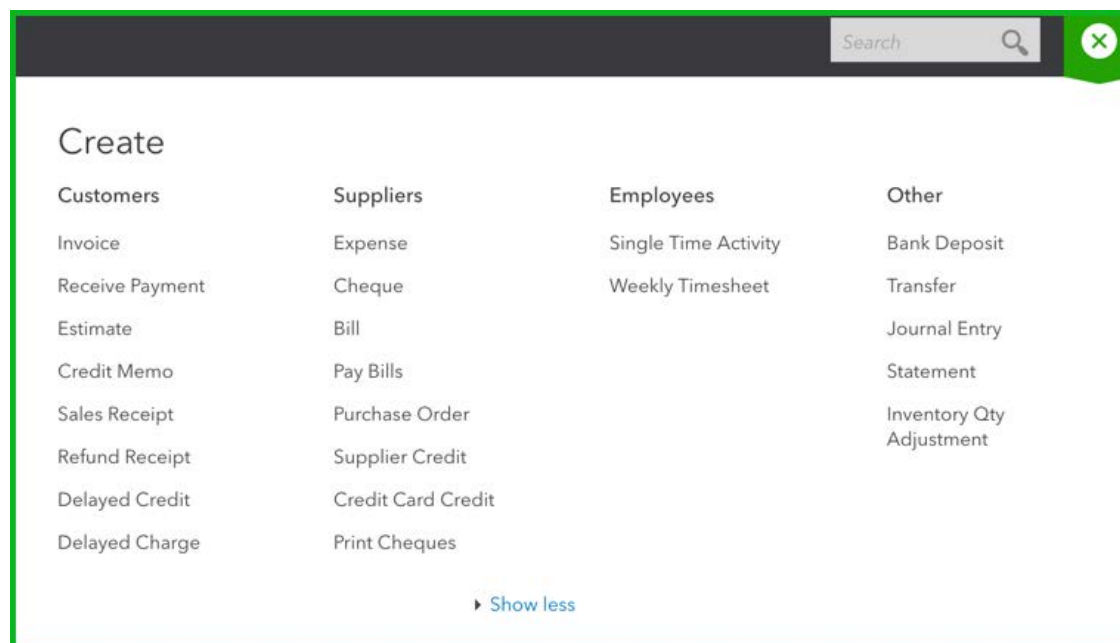 Search
Create
Customers
Invoice
Receive Payment
Estimate
Credit Memo
Sales Receipt
Refund Receipt
Delayed Credit
Delayed Charge
Suppliers
Expense
Cheque
Bill
Pay Bills
Purchase Order
Supplier Credit
Credit Card Credit
Print Cheques
Employees
Single Time Activity
Weekly Timesheet
Other
Bank Deposit
Transfer
Journal Entry
Statement
Inventory Qty
Adjustment
Show less